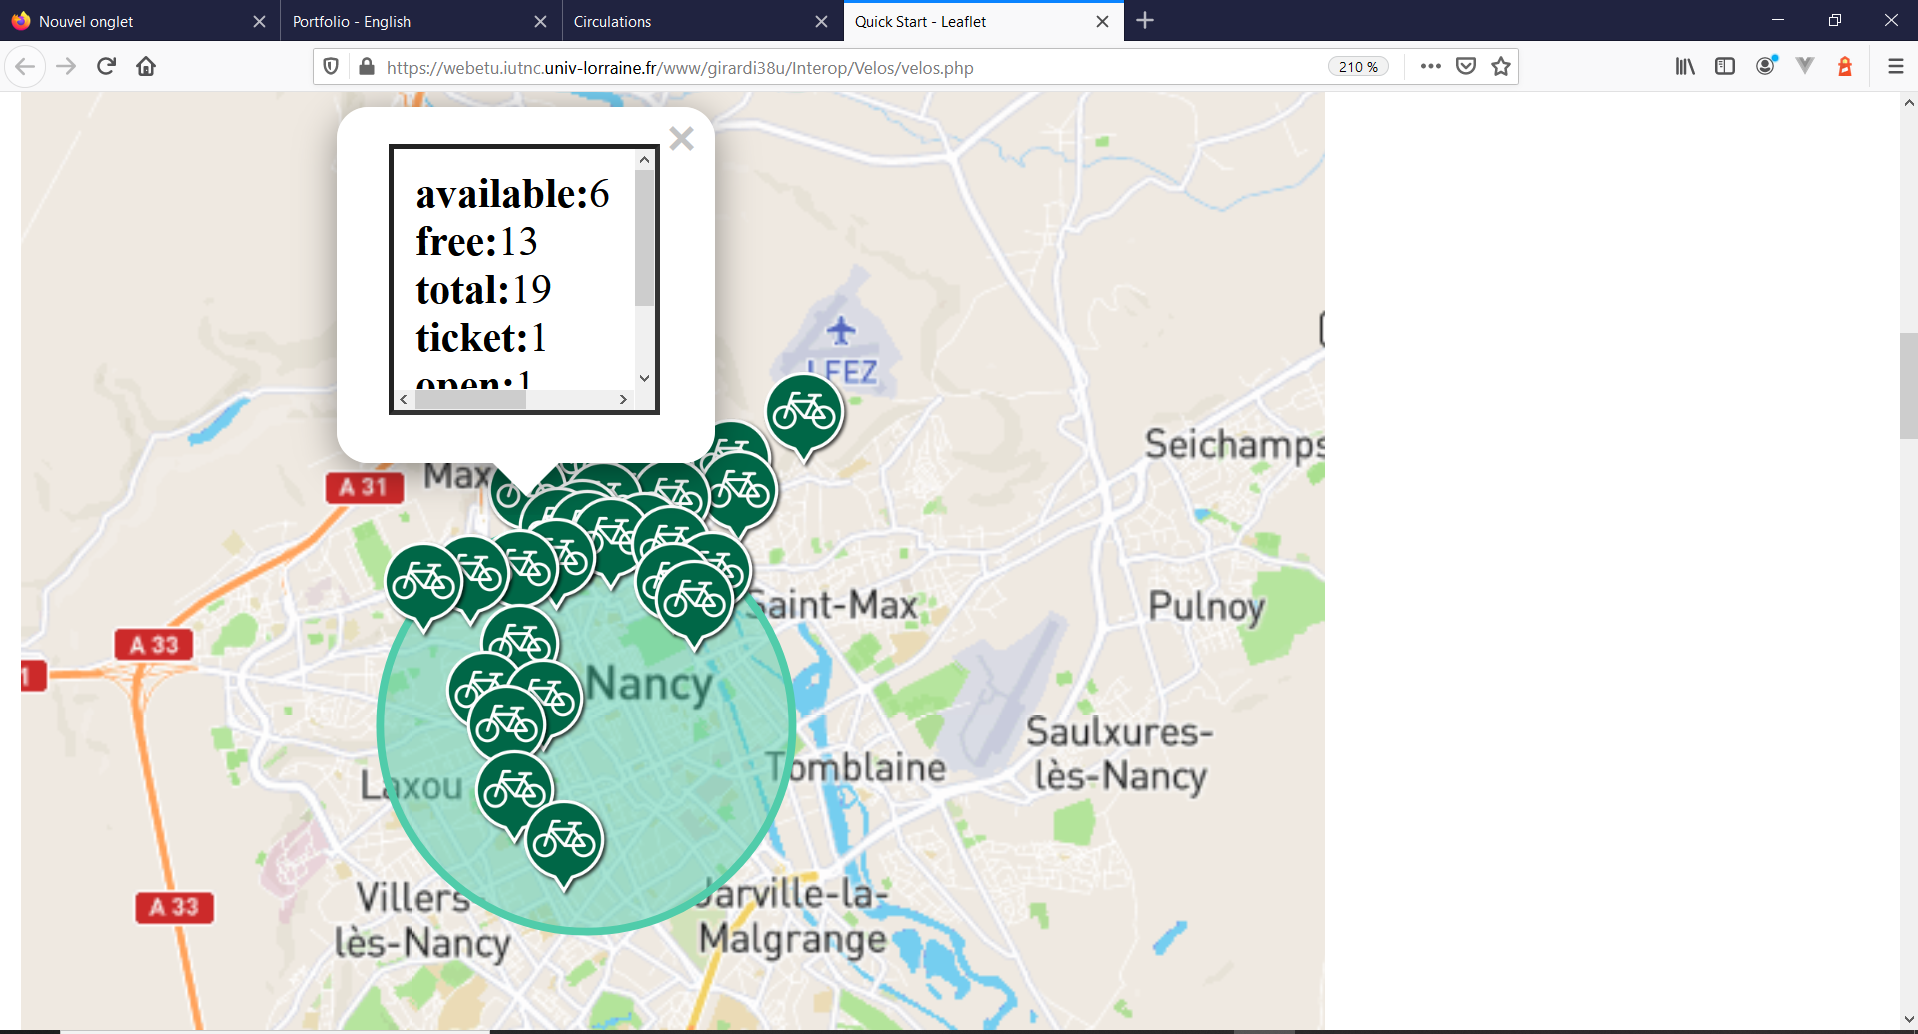 Nouvel onglet
Portfolio - English
Circulations
Quick Start - Leaflet
https://webetu.iutnc.univ-lorraine.fr/www/girardi38u/Interop/Velos/velos.php
210 %
available:6
free:13
total:19
ticket:1
open:1
LFEZ
Seichamps
Max
A 31
Saint-Max
Pulnoy
A 33
Nancy
Saulxures-
lès-Nancy
Tomblaine
Laxou
Villers
lès-Nancy
Jarville-la-
Malgrange
A 33